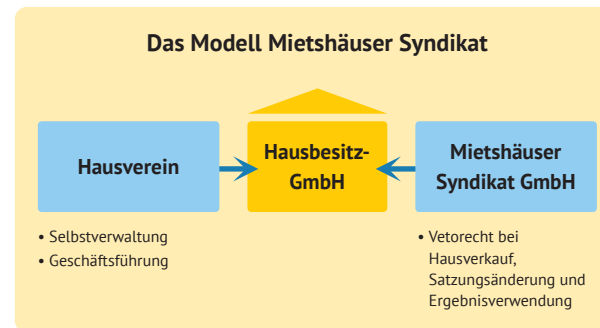 Das Modell Mietshäuser Syndikat
Hausverein
Hausbesitz-
GmbH
Mietshäuser
Syndikat GmbH
• Selbstverwaltung
• Geschäftsführung
• Vetorecht bei
Hausverkauf,
Satzungsänderung und
Ergebnisverwendung